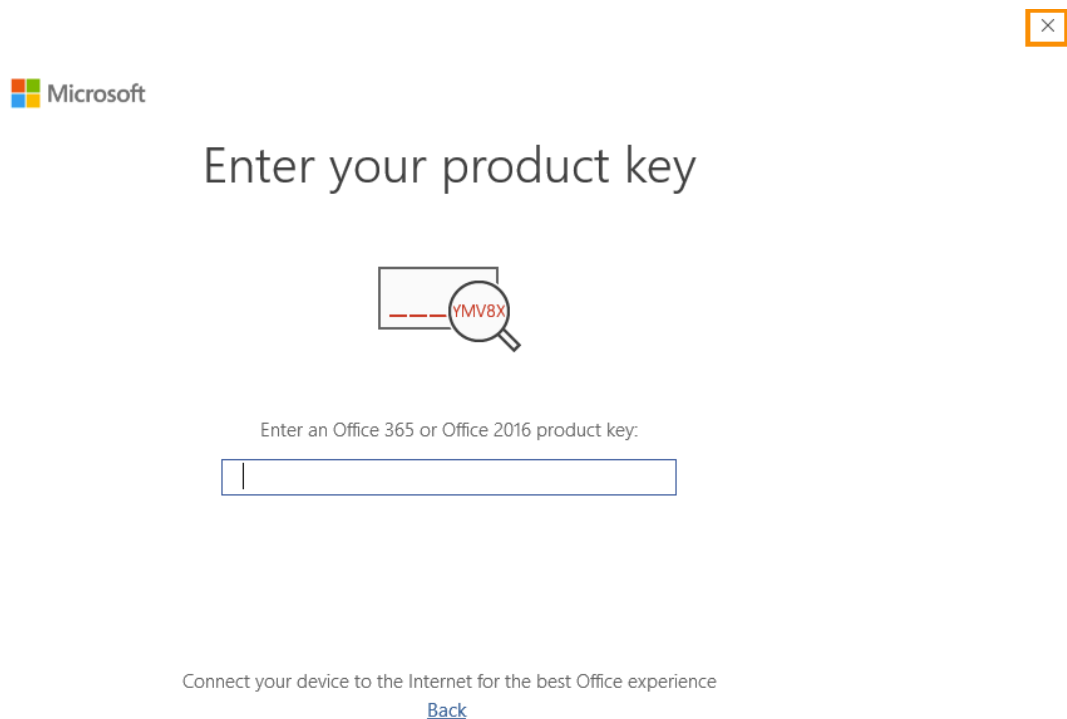 Microsoft
Enter your product key
YMV8X
Enter an Office 365 or Office 2016 product key:
Connect your device to the Internet for the best Office experience
Back